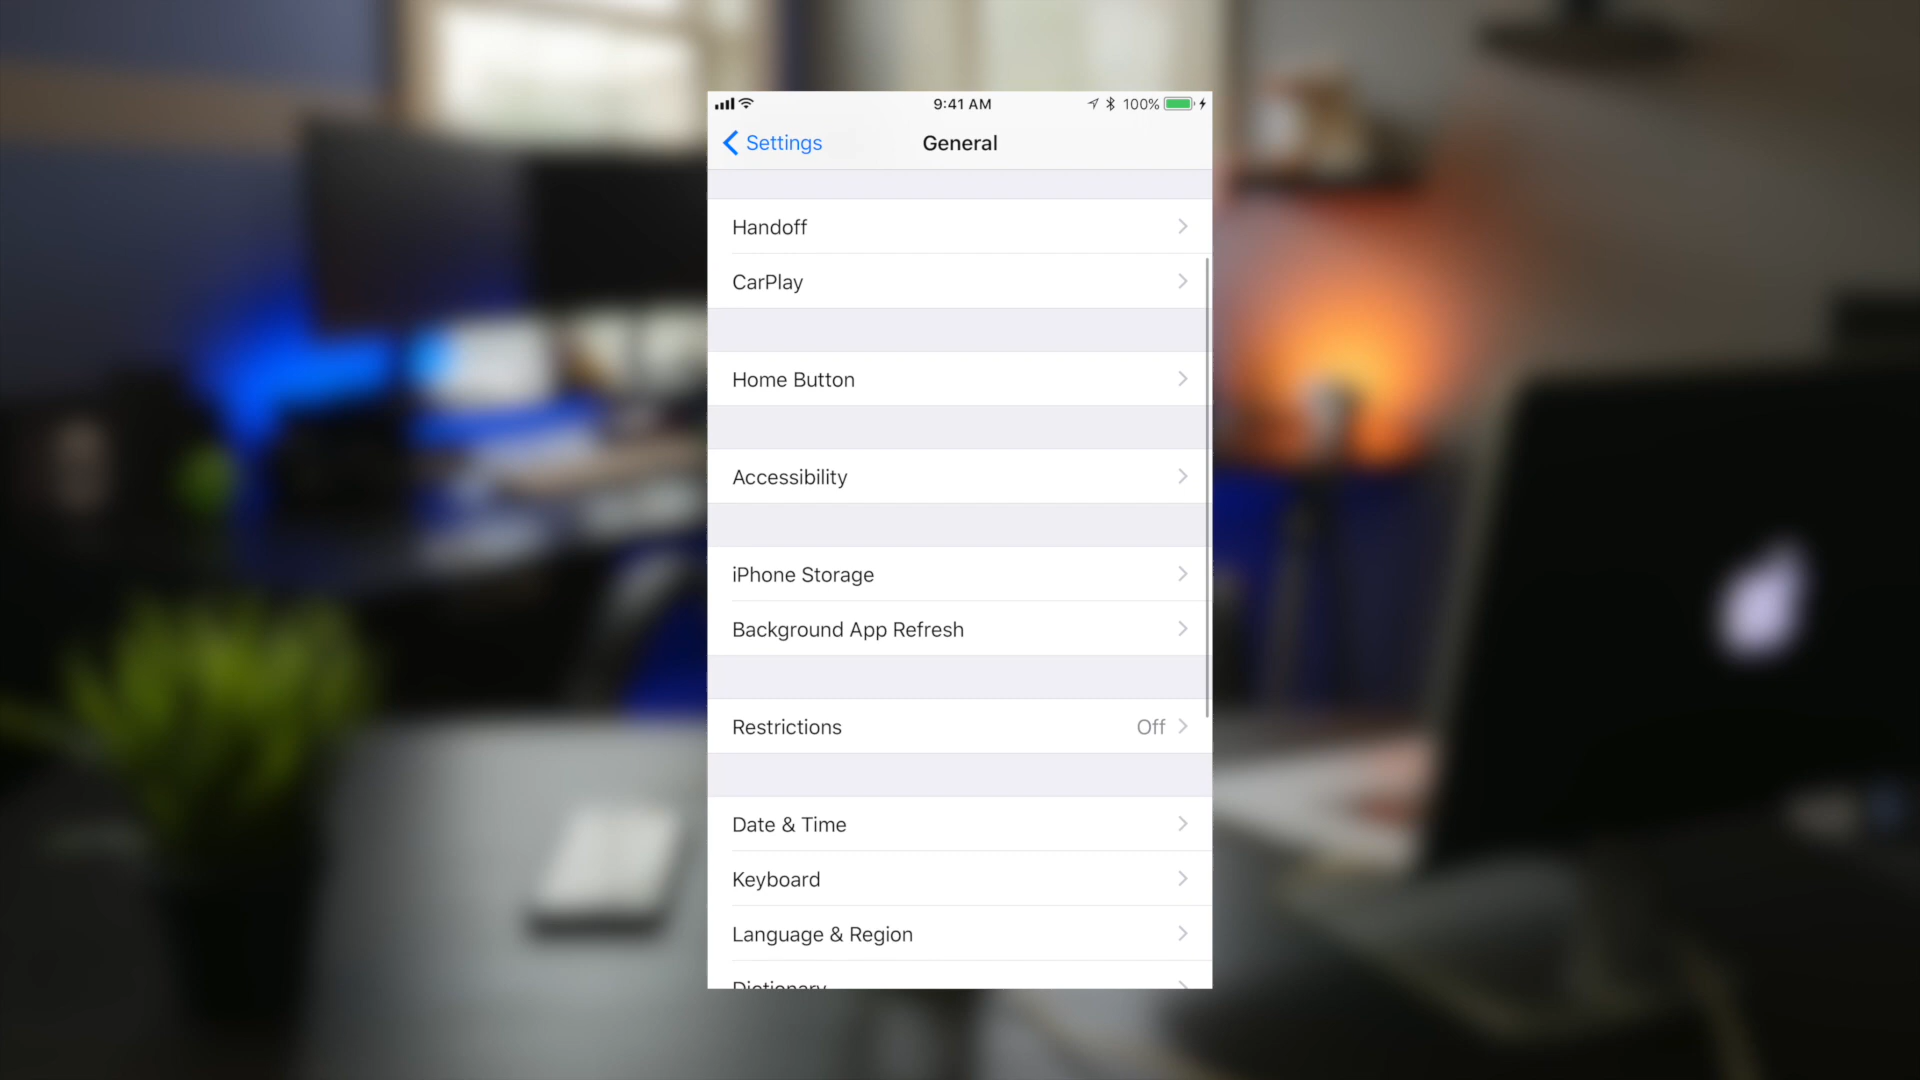 9:41 AM 100%
Settings General
Handoff
CarPlay
Home Button
Accessibility
iPhone Storage
Background App Refresh
Restrictions Off
Date & Time
Keyboard
Language & Region
Dictionary